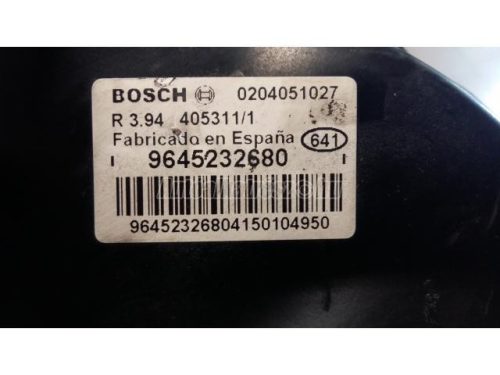 BOSCH 0204051027
R 3.94 405311/1
Fabricado en España 641
9645232680
96452326804150104950